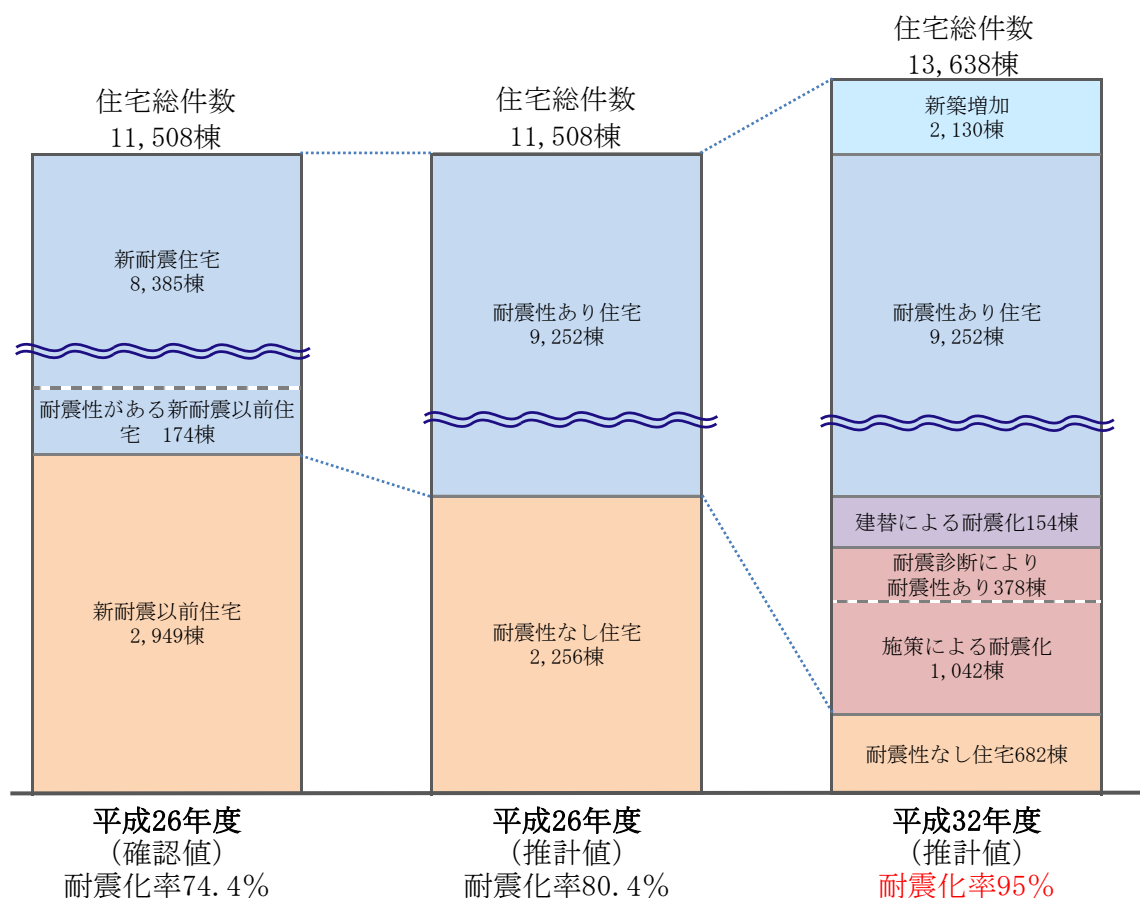 住宅総件数
11,508棟
新耐震住宅
8,385棟
耐震性がある新耐震以前住
宅　174棟
新耐震以前住宅
2,949棟
平成26年度
（確認値）
耐震化率74.4%
住宅総件数
11,508棟
耐震性あり住宅
9,252棟
耐震性なし住宅
2,256棟
平成26年度
（推計値）
耐震化率80.4%
住宅総件数
13,638棟
新築増加
2,130棟
耐震性あり住宅
9,252棟
建替による耐震化154棟
耐震診断により
耐震性あり378棟
施策による耐震化
1,042棟
耐震性なし住宅682棟
平成32年度
（推計値）
耐震化率95%